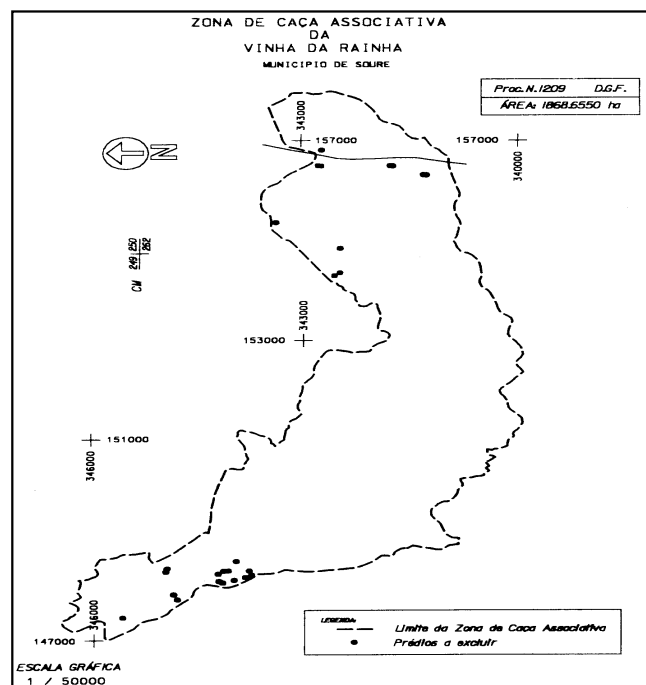 ZONA DE CAÇA ASSOCIATIVA
DA
VINHA DA RAINHA
MUNICIPIO DE SOURE
Proc.N.1209 D.G.F.
ÁREA: 1868.6550 ha
343000
157000
157000
340000
N
CM 249 250
262
153000
343000
151000
346000
346000
147000
LEGENDA:
Limite da Zona de Caça Associativa
Prédios a excluir
ESCALA GRÁFICA
1 / 50000